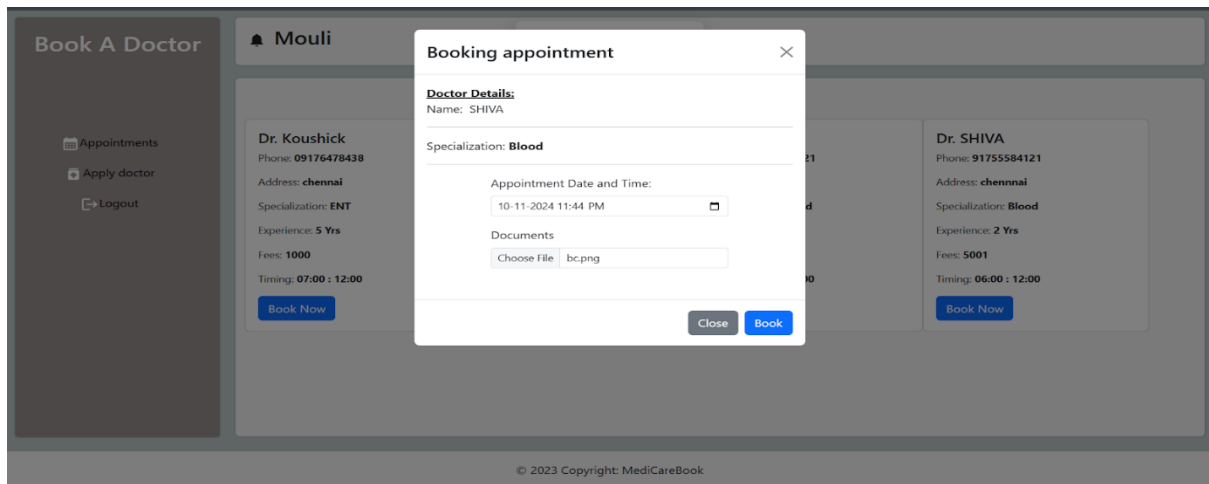 Book A Doctor
Appointments
Apply doctor
Logout
Mouli
Dr. Koushick
Phone: 09176478438
Address: chennai
Specialization: ENT
Experience: 5 Yrs
Fees: 1000
Timing: 07:00 : 12:00
Book Now
Booking appointment
Doctor Details:
Name: SHIVA
Specialization: Blood
Appointment Date and Time:
10-11-2024 11:44 PM
Documents
Choose File bc.png
Close Book
21
d
00
Dr. SHIVA
Phone: 91755584121
Address: chennnai
Specialization: Blood
Experience: 2 Yrs
Fees: 5001
Timing: 06:00 : 12:00
Book Now
© 2023 Copyright: MediCareBook